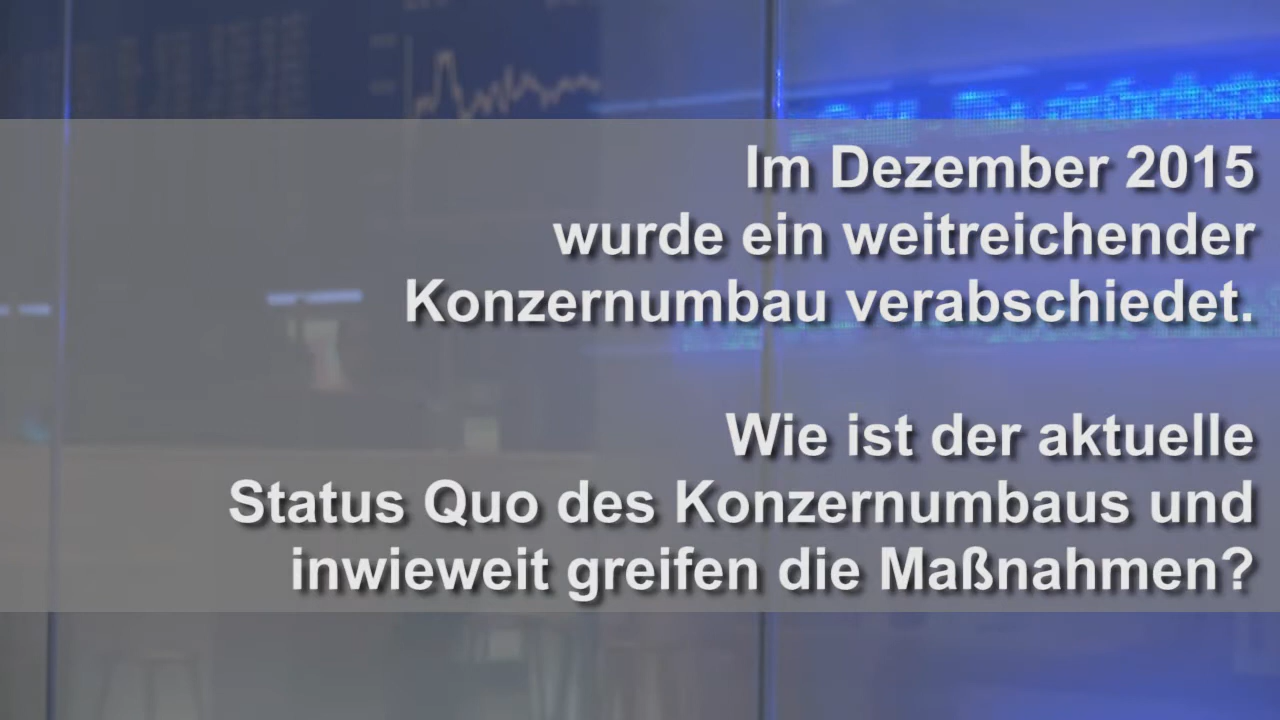 Im Dezember 2015
wurde ein weitreichender
Konzernumbau verabschiedet.
Wie ist der aktuelle
Status Quo des Konzernumbaus und
inwieweit greifen die Maßnahmen?